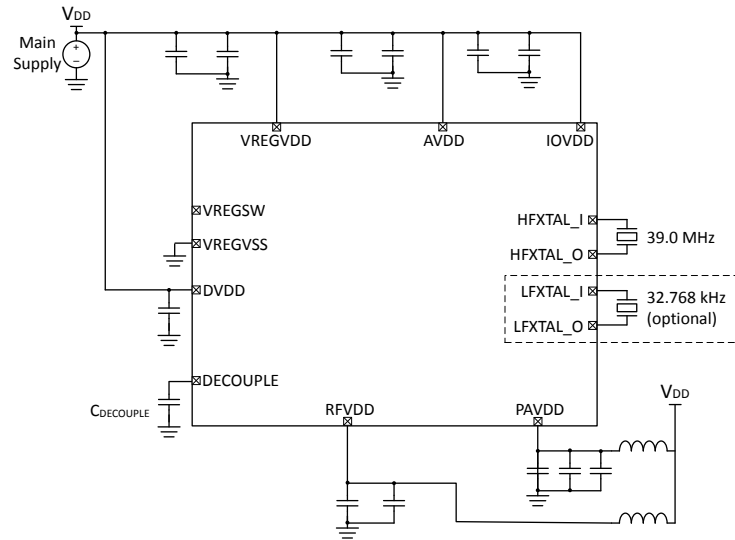 VDD
Main
Supply
+
–
VREGVDD
AVDD
IOVDD
VREGSW
HFXTAL_I
39.0 MHz
VREGVSS
HFXTAL_O
DVDD
LFXTAL_I
32.768 kHz
(optional)
LFXTAL_O
DECOUPLE
CDECOUPLE
RFVDD
PAVDD
VDD